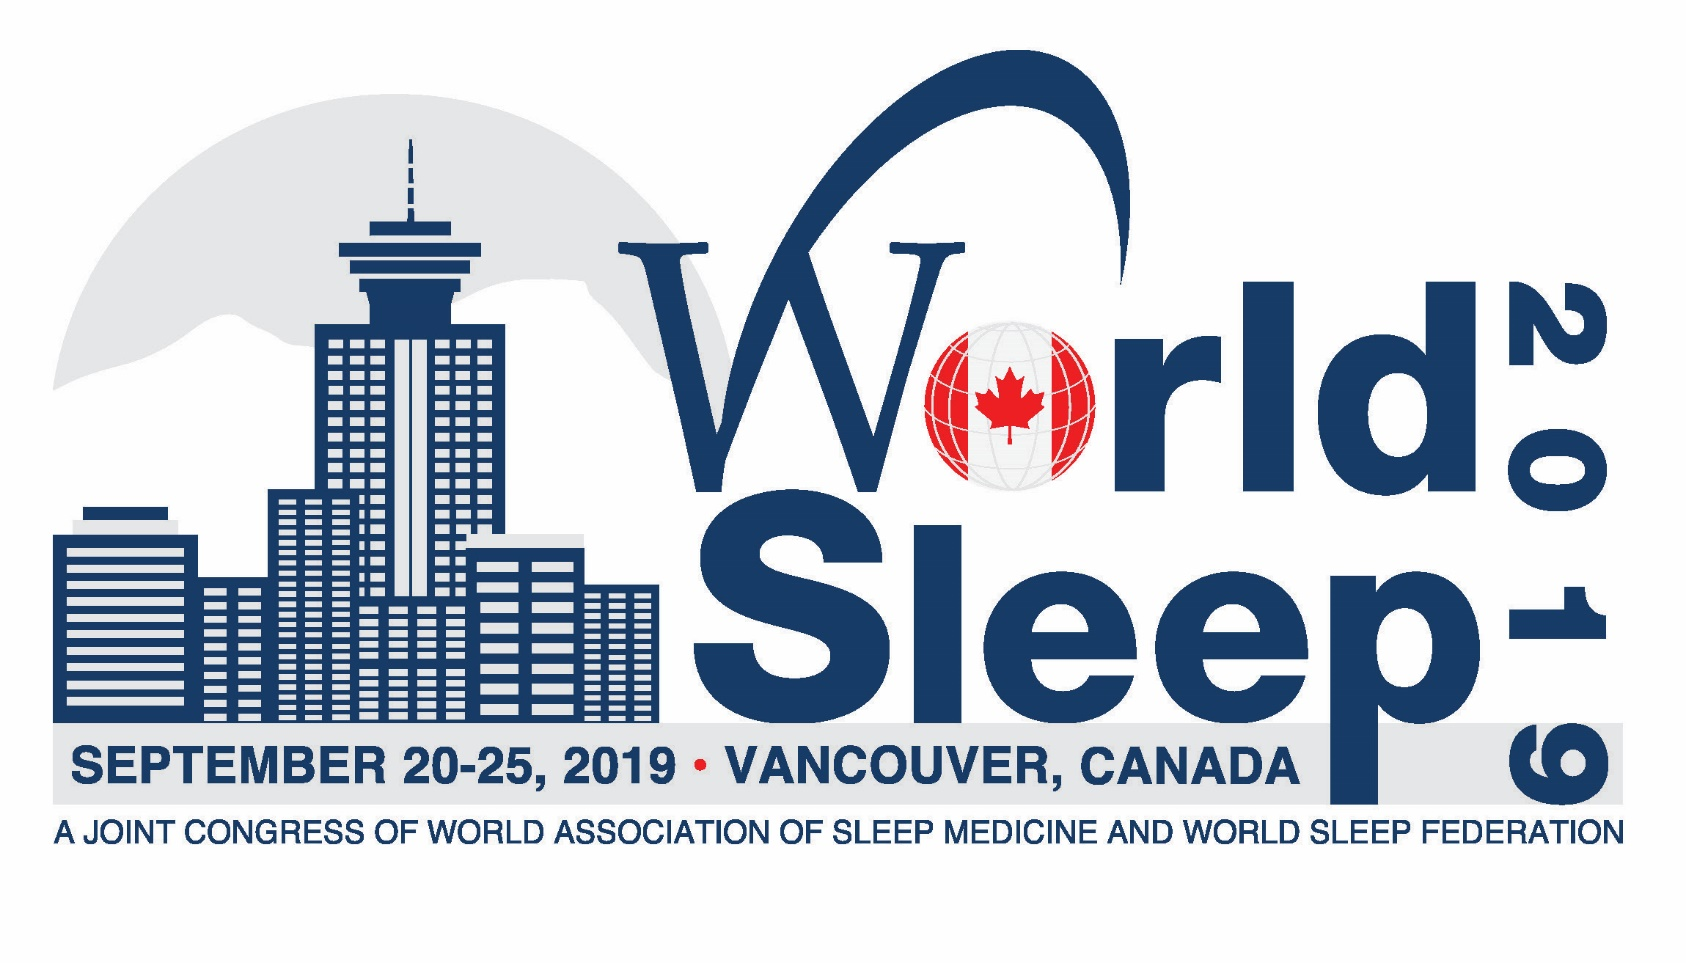 World
Sleep
2019
SEPTEMBER 20-25, 2019 • VANCOUVER, CANADA
A JOINT CONGRESS OF WORLD ASSOCIATION OF SLEEP MEDICINE AND WORLD SLEEP FEDERATION